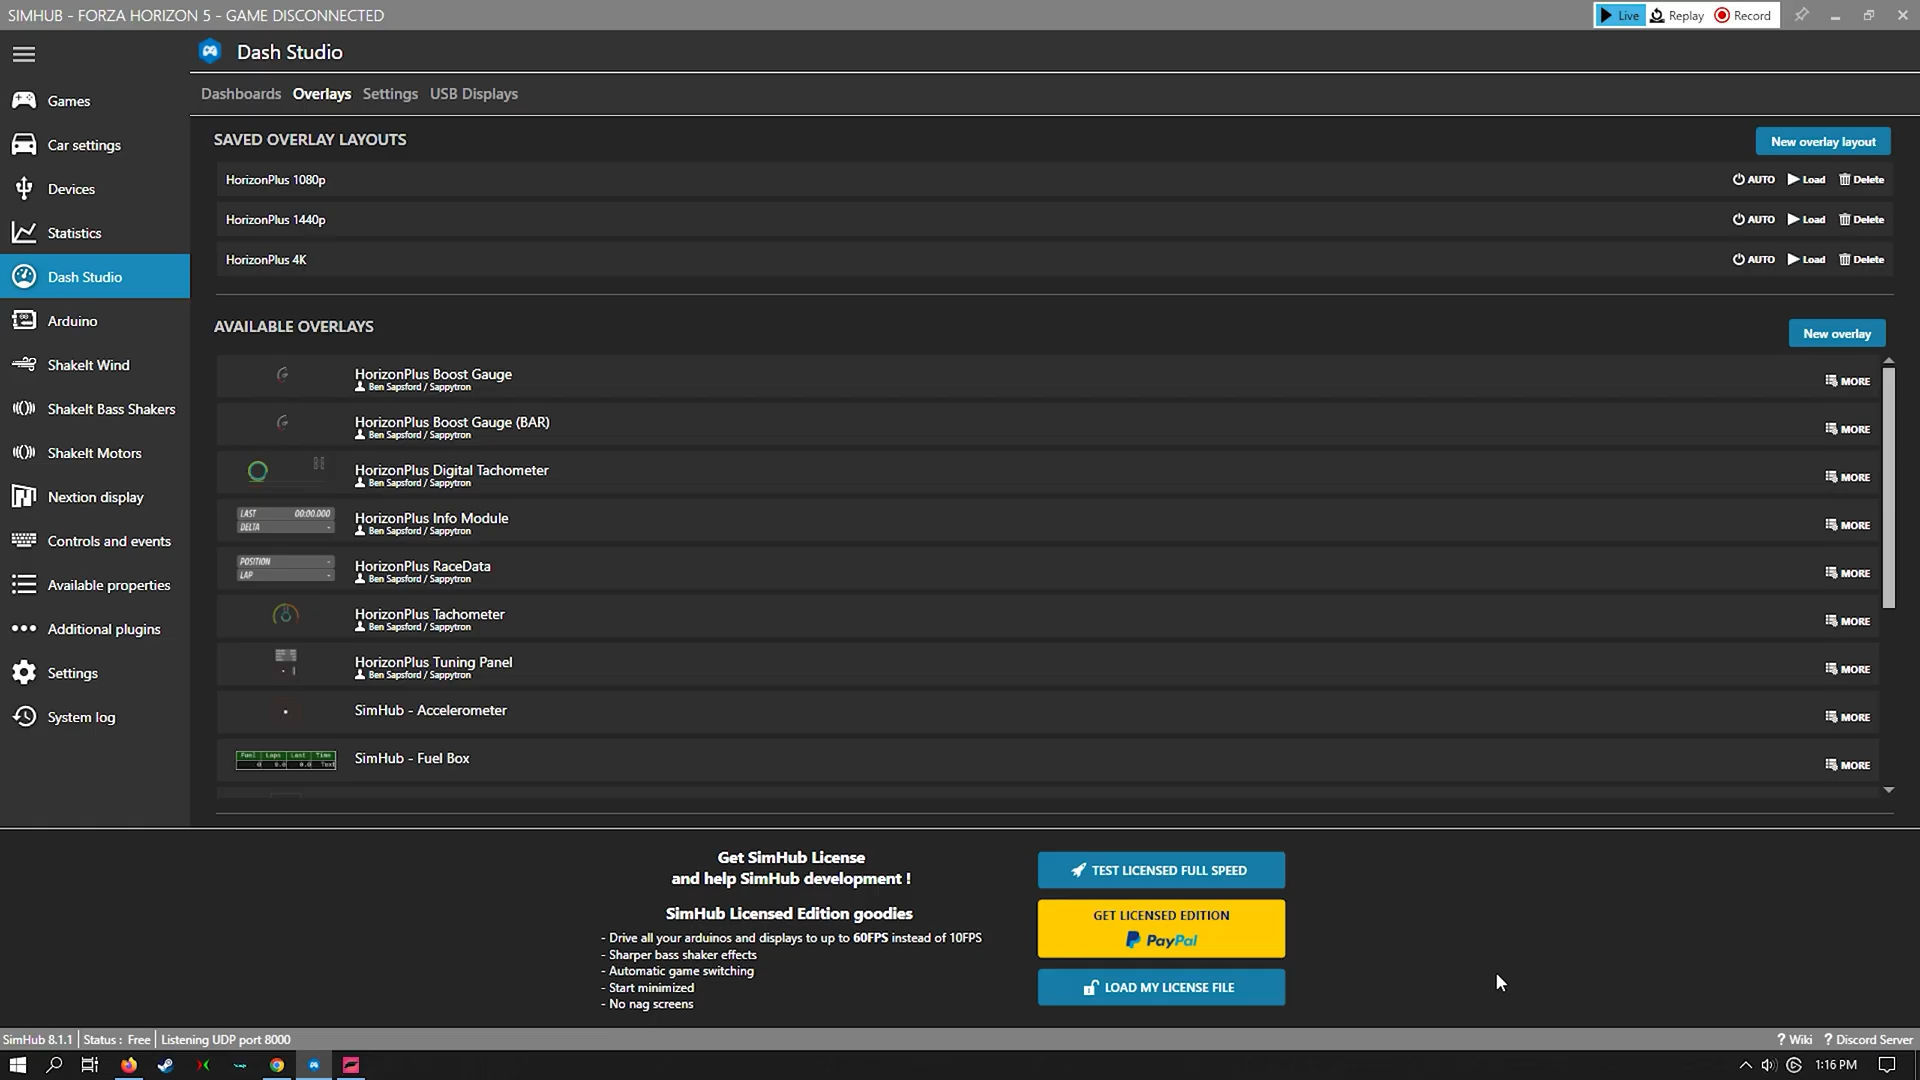 SIMHUB - FORZA HORIZON 5 - GAME DISCONNECTED
Live Replay Record
Dash Studio
Games
Car settings
Devices
Statistics
Dash Studio
Arduino
ShakeIt Wind
ShakeIt Bass Shakers
ShakeIt Motors
Nextion display
Controls and events
Available properties
Additional plugins
Settings
System log
Dashboards Overlays Settings USB Displays
SAVED OVERLAY LAYOUTS
New overlay layout
HorizonPlus 1080p
AUTO Load Delete
HorizonPlus 1440p
AUTO Load Delete
HorizonPlus 4K
AUTO Load Delete
AVAILABLE OVERLAYS
New overlay
HorizonPlus Boost Gauge
Ben Sapsford / Sappytron
MORE
HorizonPlus Boost Gauge (BAR)
Ben Sapsford / Sappytron
MORE
HorizonPlus Digital Tachometer
Ben Sapsford / Sappytron
MORE
LAST 00:00.000
DELTA -
HorizonPlus Info Module
Ben Sapsford / Sappytron
MORE
POSITION -
LAP -
HorizonPlus RaceData
Ben Sapsford / Sappytron
MORE
HorizonPlus Tachometer
Ben Sapsford / Sappytron
MORE
HorizonPlus Tuning Panel
Ben Sapsford / Sappytron
MORE
SimHub - Accelerometer
MORE
Fuel Laps Last Time
0 0.0 0.0 Text
SimHub - Fuel Box
MORE
Get SimHub License
and help SimHub development !
SimHub Licensed Edition goodies
- Drive all your arduinos and displays to up to 60FPS instead of 10FPS
- Sharper bass shaker effects
- Automatic game switching
- Start minimized
- No nag screens
TEST LICENSED FULL SPEED
GET LICENSED EDITION
PayPal
LOAD MY LICENSE FILE
SimHub 8.1.1 Status : Free Listening UDP port 8000
? Wiki ? Discord Server
1:16 PM